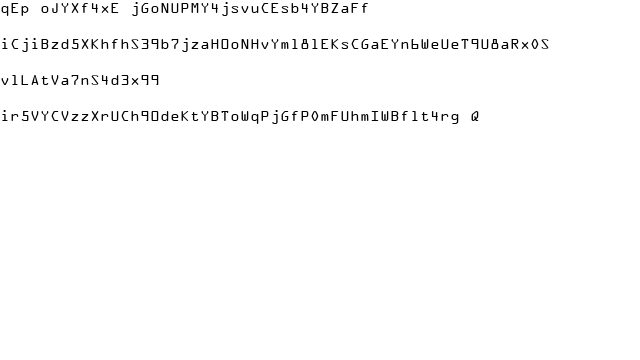 qEp oJYXf4xE jGoNUPMY4jsvuCEsb4YBZaFf
iCjiBzd5XKhfhS39b7jzaHOoNHvYml8lEKsCGaEYn6WeUeT9U8aRx0S
vlLAtVa7nS4d3x99
ir5VYCVzzXrUCh9OdeKtYBToWqPjGfP0mFUhmIWBflt4rg Q